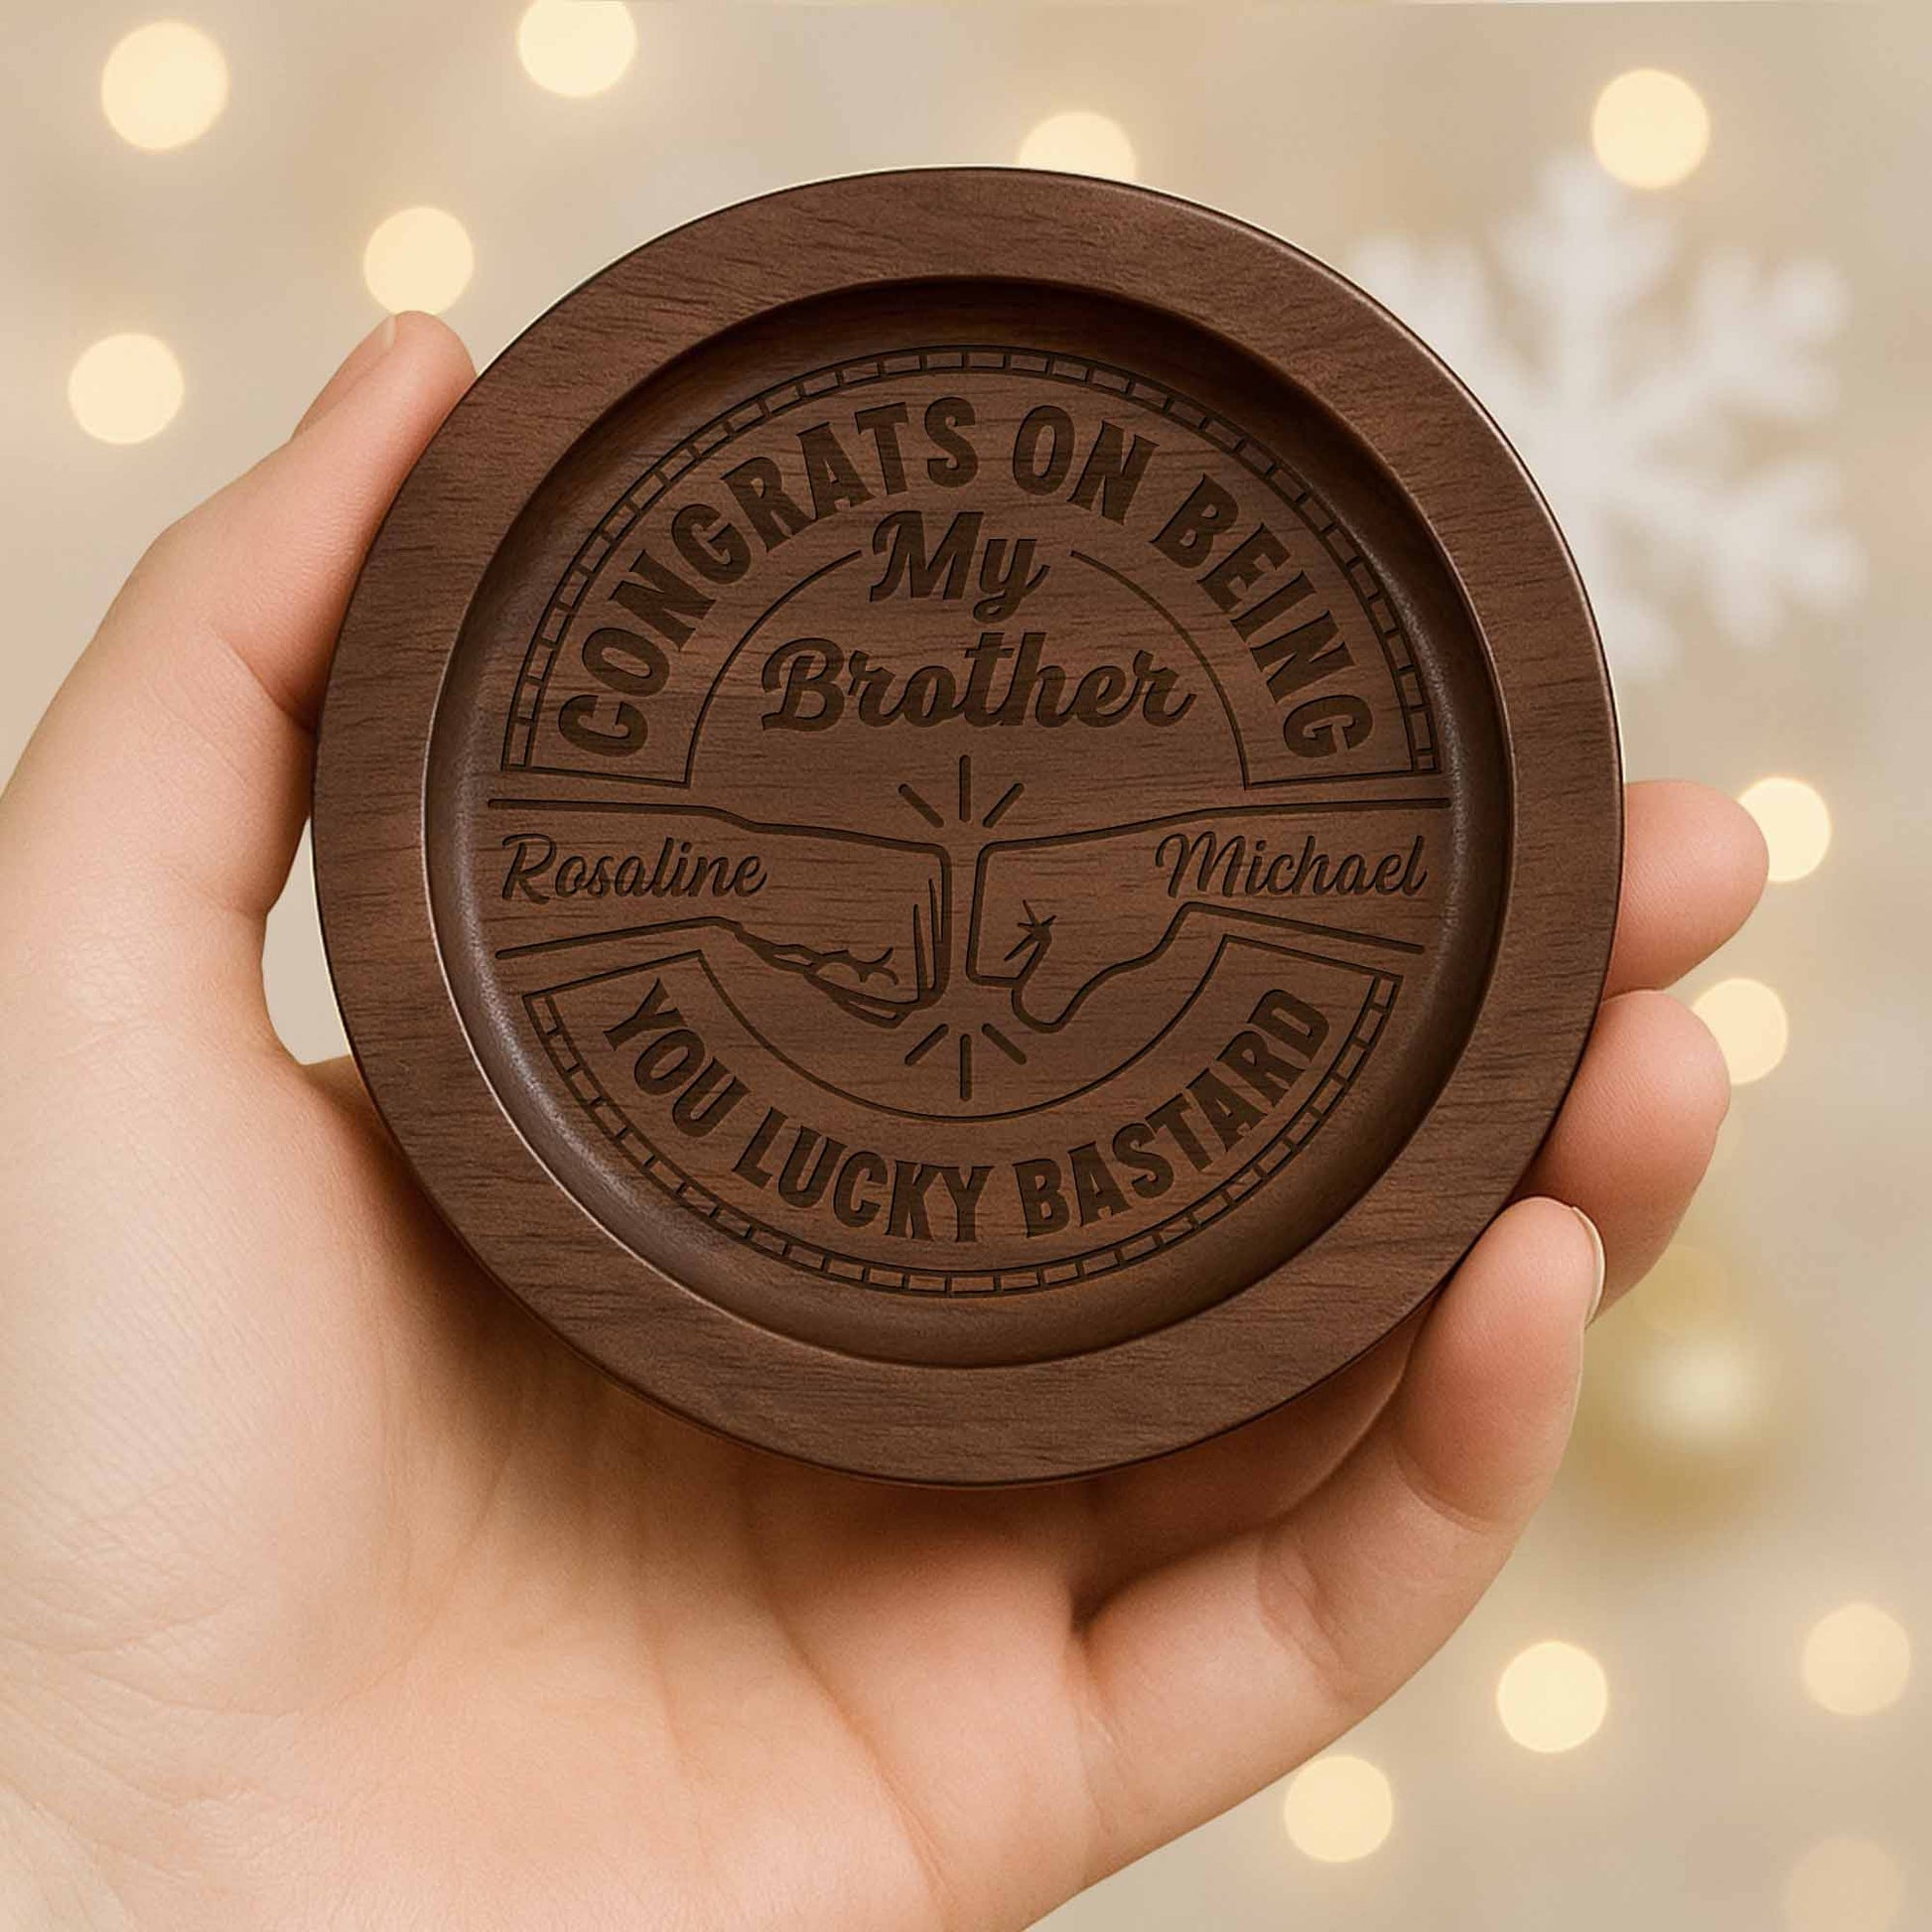 CONGRATS ON BEING
My
Brother
Rosaline
Michael
YOU LUCKY BASTARD